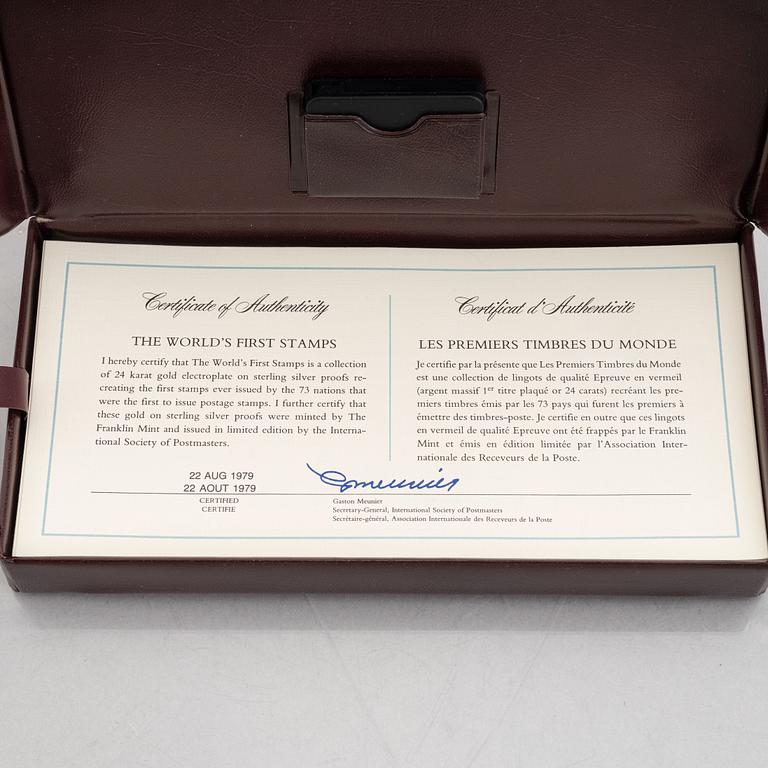 Certificate of Authenticity
THE WORLD'S FIRST STAMPS
I hereby certify that The World's First Stamps is a collection
of 24 karat gold electroplate on sterling silver proofs re-
creating the first stamps ever issued by the 73 nations that
were the first to issue postage stamps. I further certify that
these gold on sterling silver proofs were minted by The
Franklin Mint and issued in limited edition by the Interna-
tional Society of Postmasters.
Certificat d'Authenticité
LES PREMIERS TIMBRES DU MONDE
Je certifie par la présente que Les Premiers Timbres du Monde
est une collection de lingots de qualité Epreuve en vermeil
(argent massif 1er titre plaqué or 24 carats) recréant les pre-
miers timbres émis par les 73 pays qui furent les premiers à
émettre des timbres-poste. Je certifie en outre que ces lingots
en vermeil de qualité Epreuve ont été frappés par le Franklin
Mint et émis en édition limitée par l'Association Inter-
nationale des Receveurs de la Poste.
22 AUG 1979
22 AOUT 1979
CERTIFIED
CERTIFIE
Gmeunier
Gaston Meunier
Secretary-General, International Society of Postmasters
Secrétaire-général, Association Internationale des Receveurs de la Poste